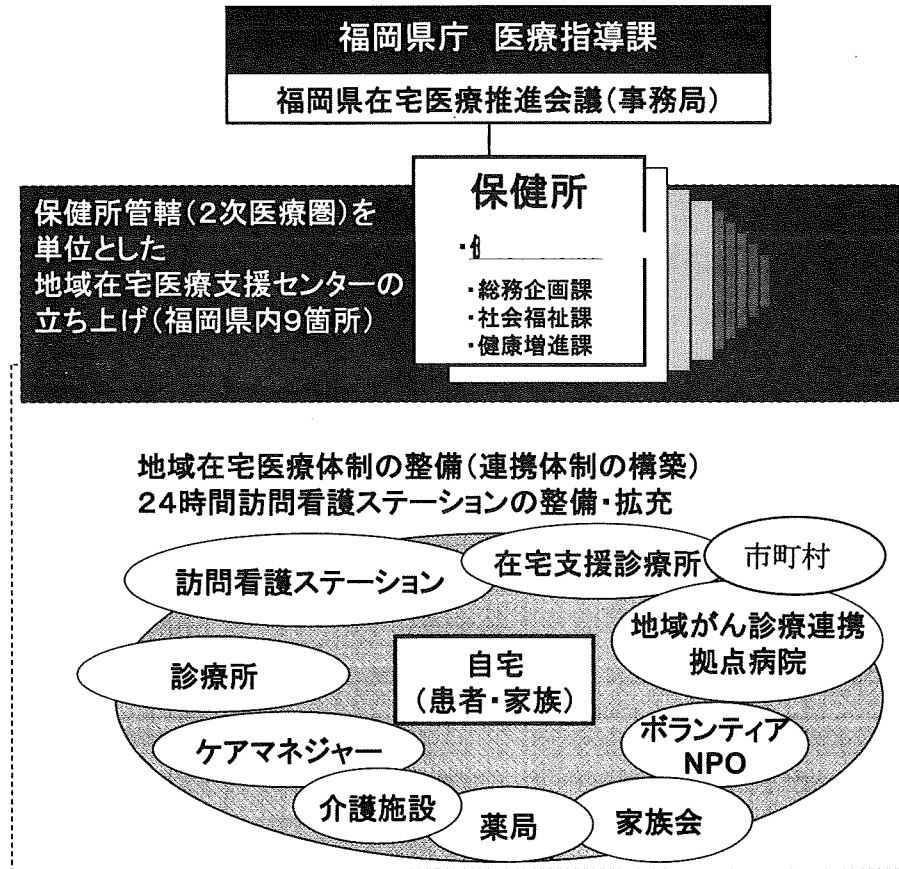 福岡県庁 医療指導課
福岡県在宅医療推進会議(事務局)
保健所
・総務企画課
・社会福祉課
・健康増進課
保健所管轄(2次医療圏)を
単位とした
地域在宅医療支援センターの
立ち上げ(福岡県内9箇所)
地域在宅医療体制の整備(連携体制の構築)
24時間訪問看護ステーションの整備・拡充
訪問看護ステーション
在宅支援診療所
市町村
地域がん診療連携
拠点病院
診療所
自宅
(患者・家族)
ケアマネジャー
ボランティア
NPO
介護施設
薬局
家族会